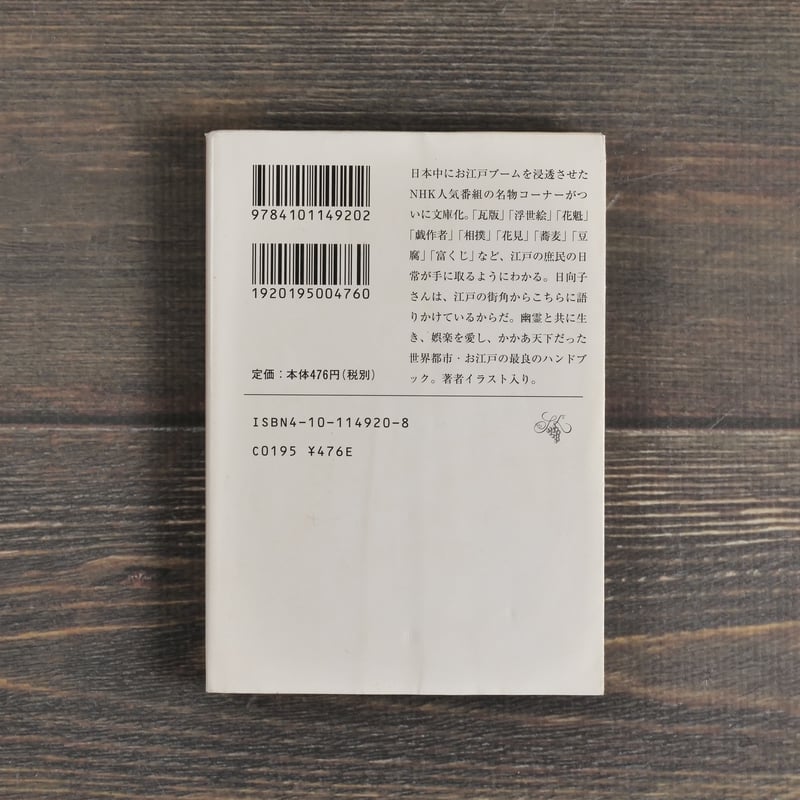 9784101149202
1920195004760
定価：本体476円（税別）
日本中にお江戸ブームを浸透させた
NHK人気番組の名物コーナーがつ
いに文庫化。「瓦版」「浮世絵」「花魁」
「戯作者」「相撲」「花見」「蕎麦」「豆
腐」「富くじ」など、江戸の庶民の日
常が手に取るようにわかる。日向子
さんは、江戸の街角からこちらに語
りかけているからだ。幽霊と共に生
き、娯楽を愛し、かかあ天下だった
世界都市・お江戸の最良のハンドブ
ック。著者イラスト入り。
ISBN4-10-114920-8
C0195 ¥476E